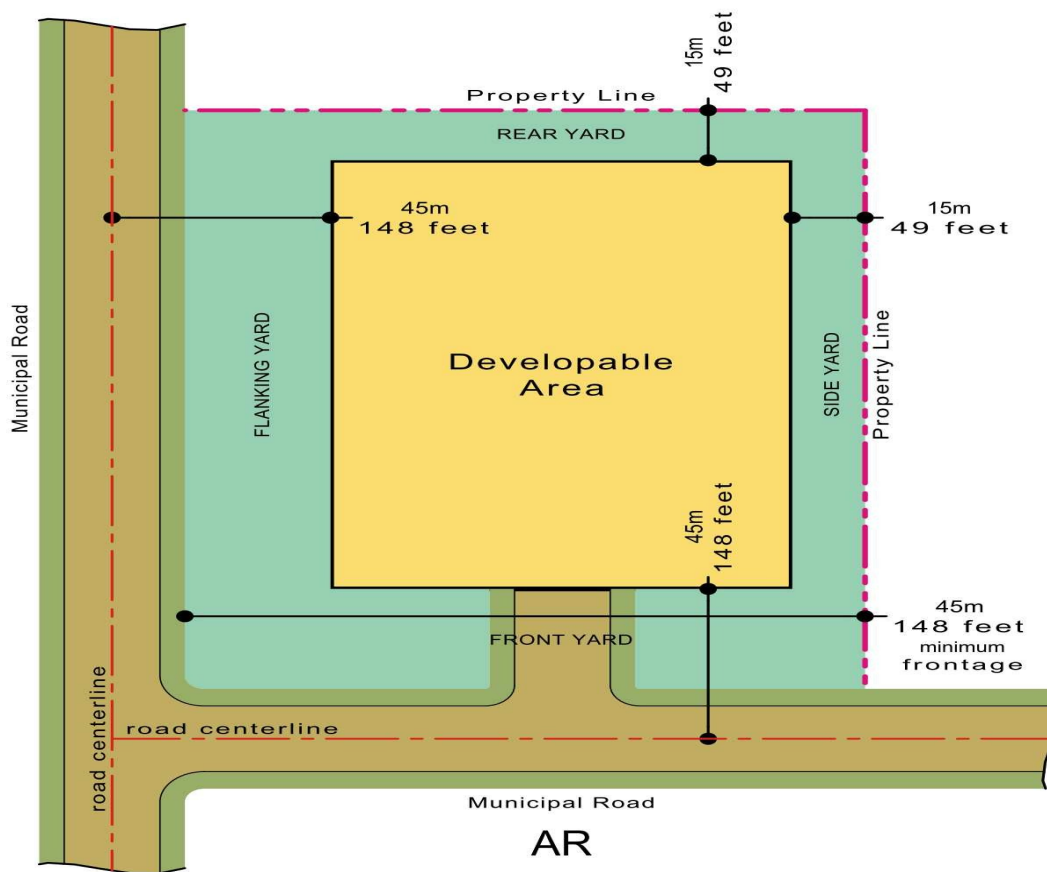 15m
49 feet
Property Line
REAR YARD
45m
148 feet
15m
49 feet
Municipal Road
FLANKING YARD
Developable
Area
SIDE YARD
Property Line
45m
148 feet
45m
148 feet
minimum
frontage
FRONT YARD
road centerline
road centerline
Municipal Road
AR